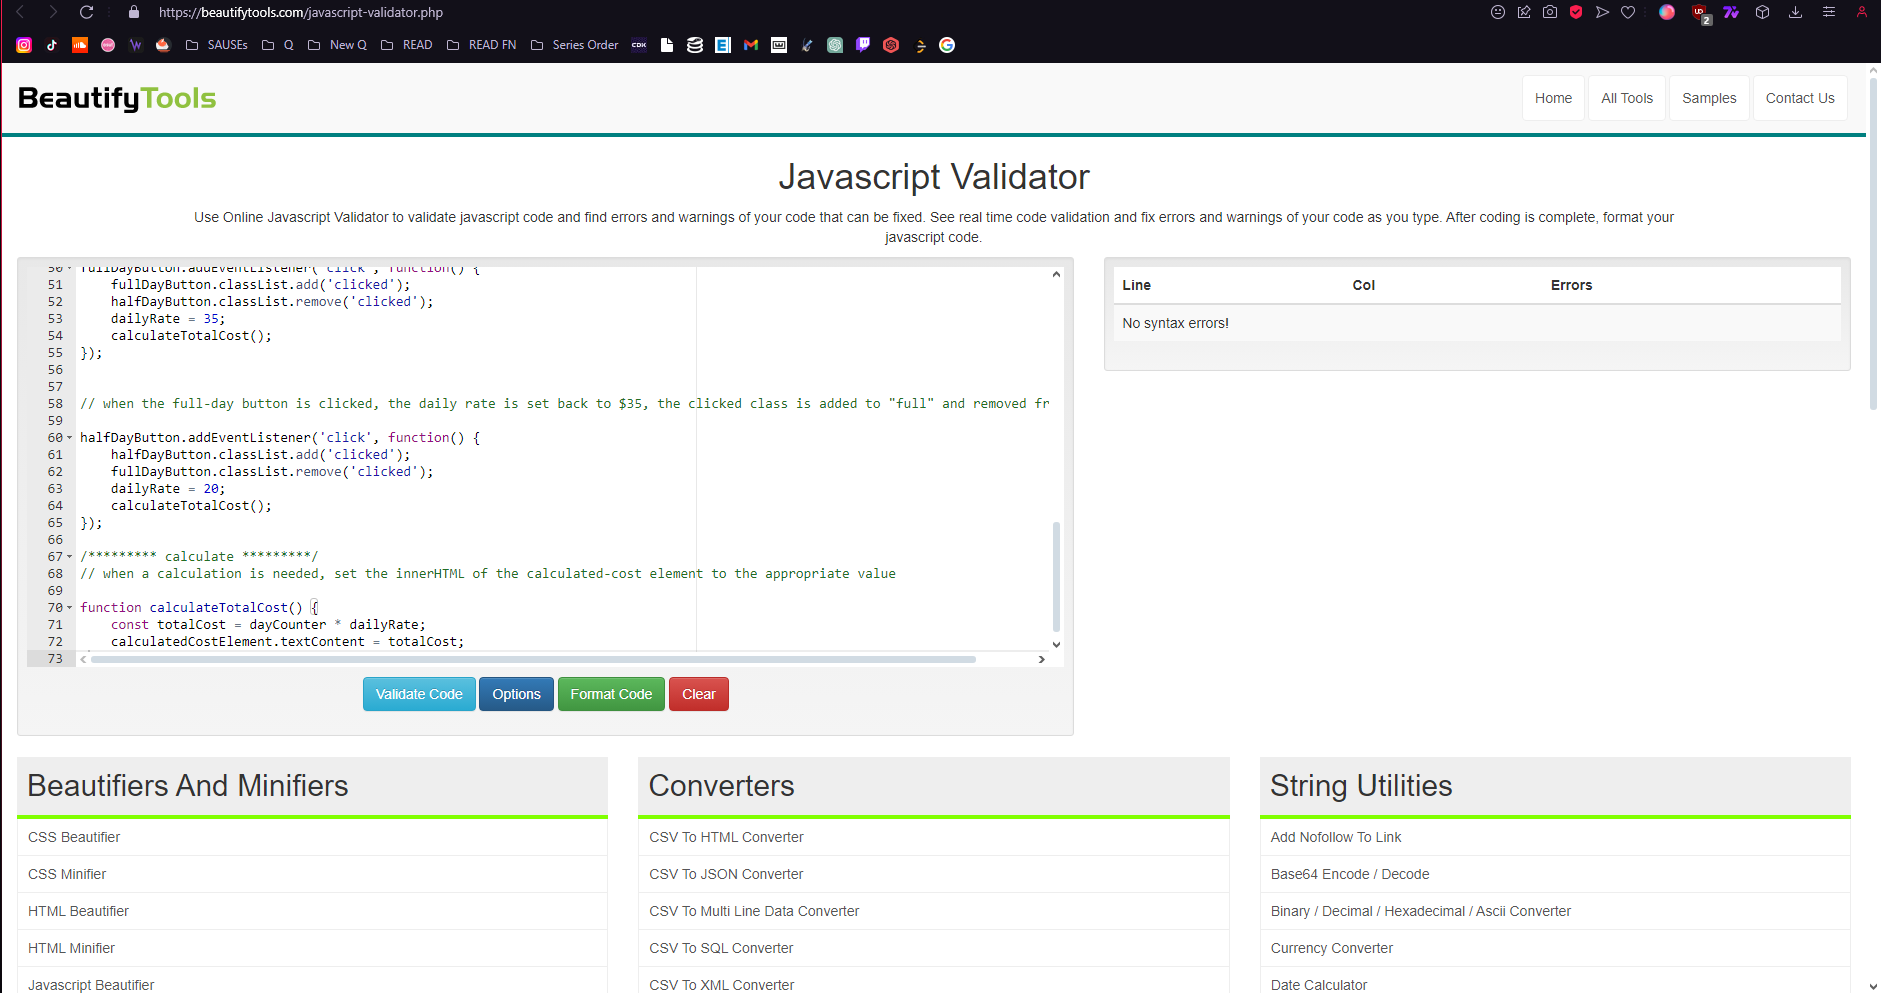 https://beautifytools.com/javascript-validator.php
SAUSEs
Q
New Q
READ
READ FN
Series Order
CDK
2
BeautifyTools
Home
All Tools
Samples
Contact Us
Javascript Validator
Use Online Javascript Validator to validate javascript code and find errors and warnings of your code that can be fixed. See real time code validation and fix errors and warnings of your code as you type. After coding is complete, format your
javascript code.
50 fullDayButton.addEventListener('click', function() {
51 fullDayButton.classList.add('clicked');
52 halfDayButton.classList.remove('clicked');
53 dailyRate = 35;
54 calculateTotalCost();
55 });
56
57
58 // when the full-day button is clicked, the daily rate is set back to $35, the clicked class is added to "full" and removed fr
59
60 halfDayButton.addEventListener('click', function() {
61 halfDayButton.classList.add('clicked');
62 fullDayButton.classList.remove('clicked');
63 dailyRate = 20;
64 calculateTotalCost();
65 });
66
67 /********* calculate *********/
68 // when a calculation is needed, set the innerHTML of the calculated-cost element to the appropriate value
69
70 function calculateTotalCost() {
71 const totalCost = dayCounter * dailyRate;
72 calculatedCostElement.textContent = totalCost;
73
Validate Code
Options
Format Code
Clear
Line Col Errors
No syntax errors!
Beautifiers And Minifiers
CSS Beautifier
CSS Minifier
HTML Beautifier
HTML Minifier
Javascript Beautifier
Converters
CSV To HTML Converter
CSV To JSON Converter
CSV To Multi Line Data Converter
CSV To SQL Converter
CSV To XML Converter
String Utilities
Add Nofollow To Link
Base64 Encode / Decode
Binary / Decimal / Hexadecimal / Ascii Converter
Currency Converter
Date Calculator